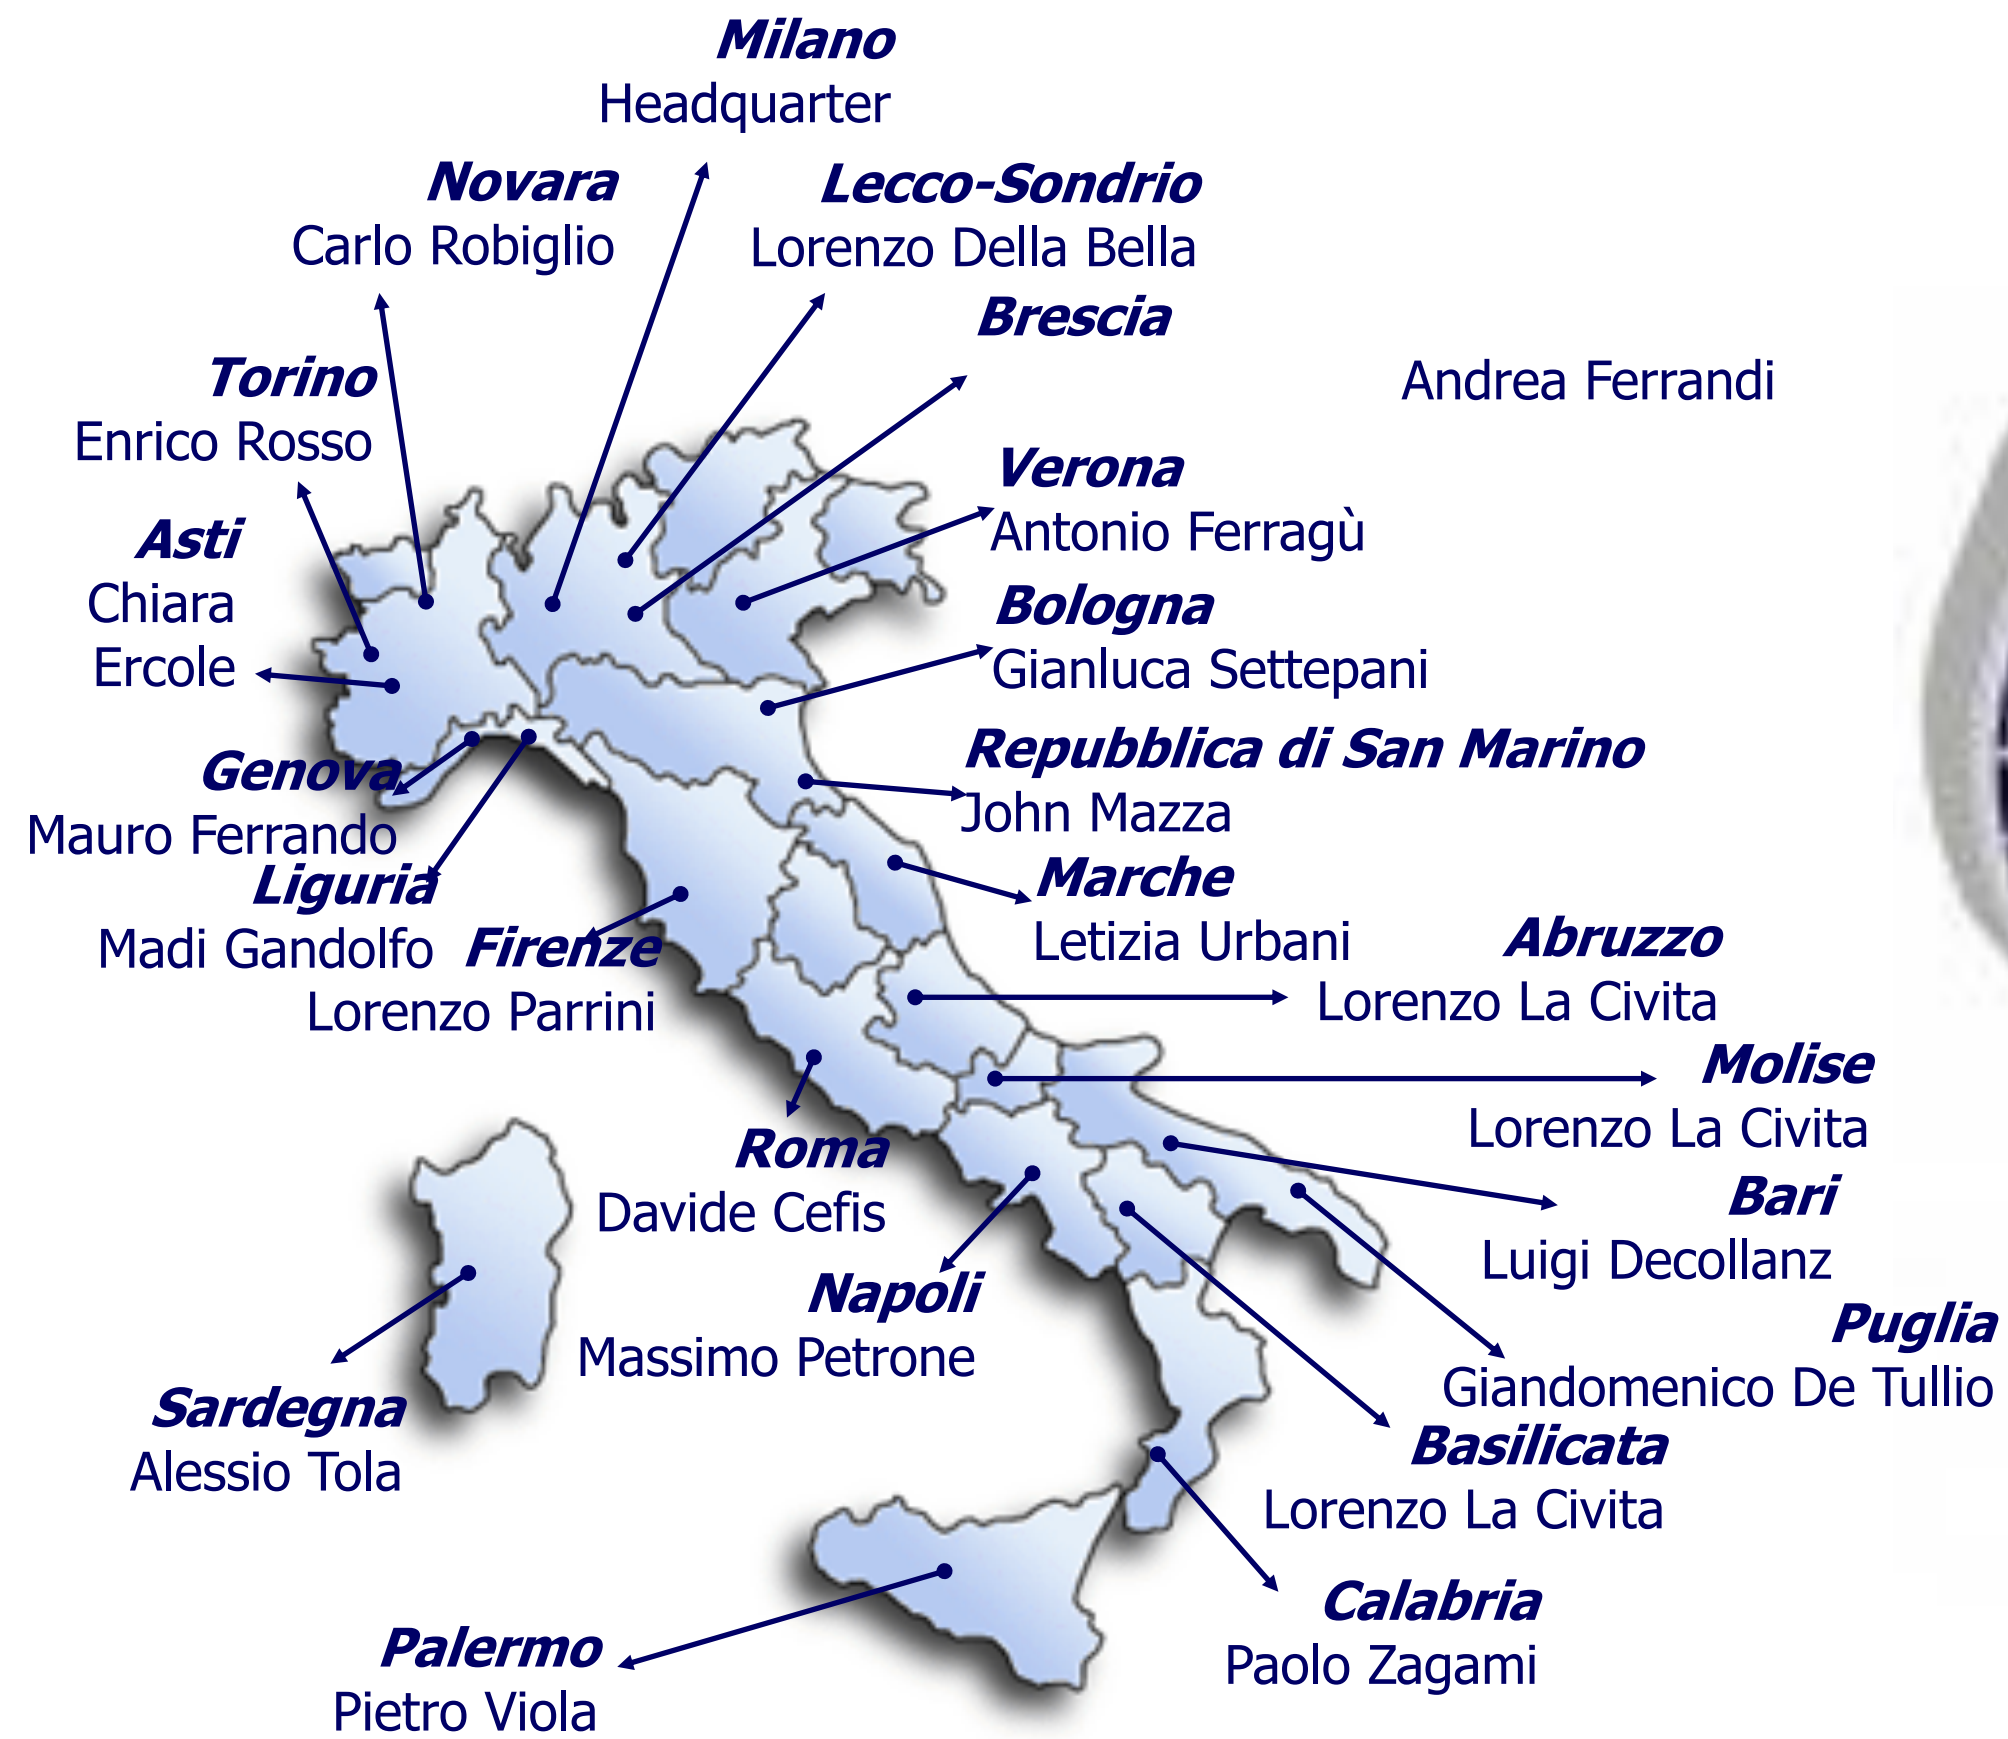 Milano
Headquarter
Novara
Carlo Robiglio
Lecco-Sondrio
Lorenzo Della Bella
Brescia
Andrea Ferrandi
Torino
Enrico Rosso
Verona
Antonio Ferragù
Asti
Chiara
Ercole
Bologna
Gianluca Settepani
Genova
Mauro Ferrando
Repubblica di San Marino
John Mazza
Liguria
Madi Gandolfo
Marche
Letizia Urbani
Firenze
Lorenzo Parrini
Abruzzo
Lorenzo La Civita
Molise
Lorenzo La Civita
Roma
Davide Cefis
Bari
Luigi Decollanz
Napoli
Massimo Petrone
Puglia
Giandomenico De Tullio
Sardegna
Alessio Tola
Basilicata
Lorenzo La Civita
Calabria
Paolo Zagami
Palermo
Pietro Viola